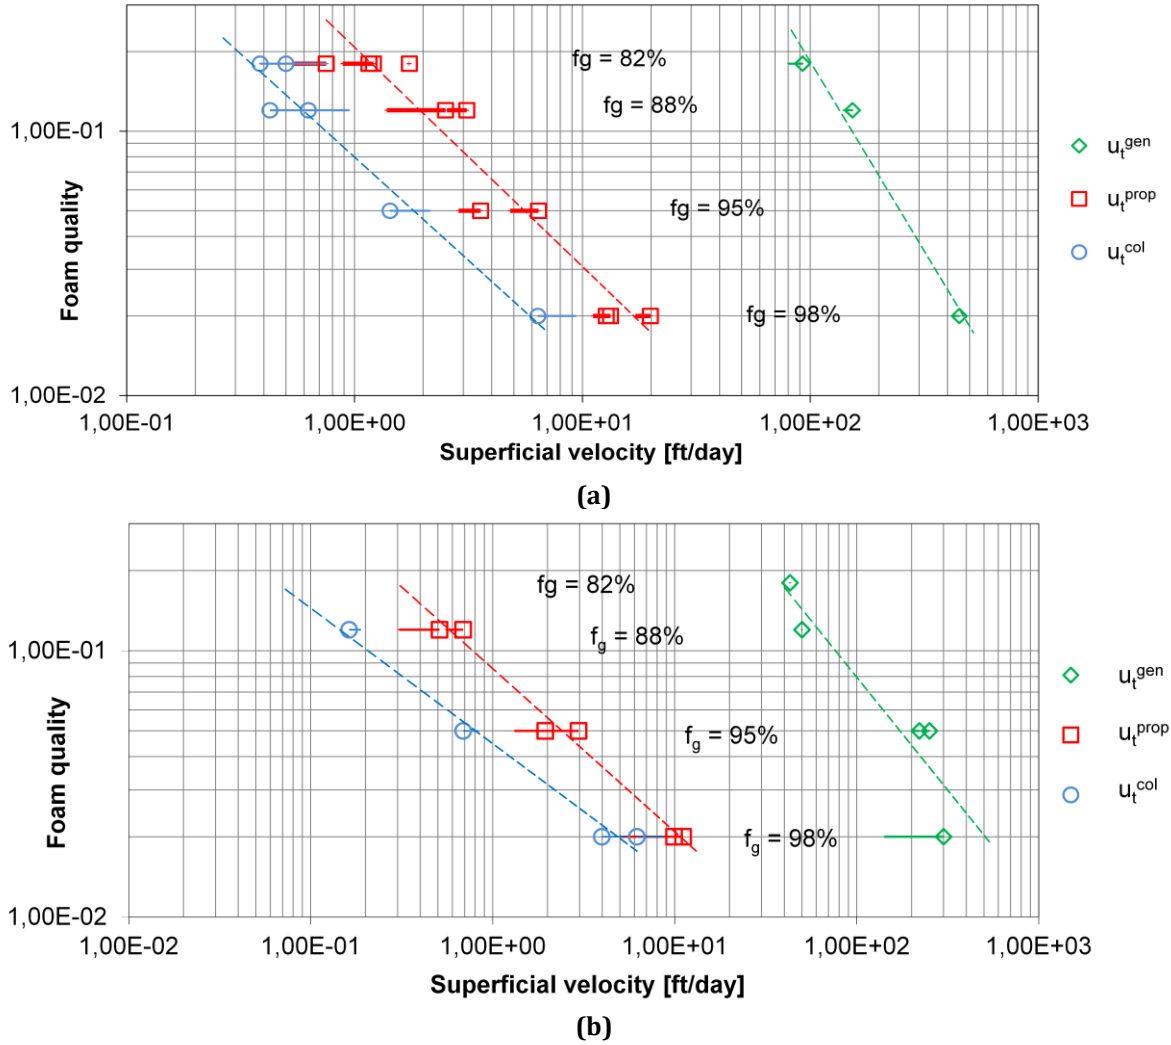 fg = 82%
fg = 88%
1,00E-01
u_t^gen
u_t^prop
fg = 95%
Foam quality
u_t^col
fg = 98%
1,00E-02
1,00E-01 1,00E+00 1,00E+01 1,00E+02 1,00E+03
Superficial velocity [ft/day]
(a)
fg = 82%
f_g = 88%
1,00E-01
u_t^gen
u_t^prop
f_g = 95%
Foam quality
u_t^col
f_g = 98%
1,00E-02
1,00E-02 1,00E-01 1,00E+00 1,00E+01 1,00E+02 1,00E+03
Superficial velocity [ft/day]
(b)